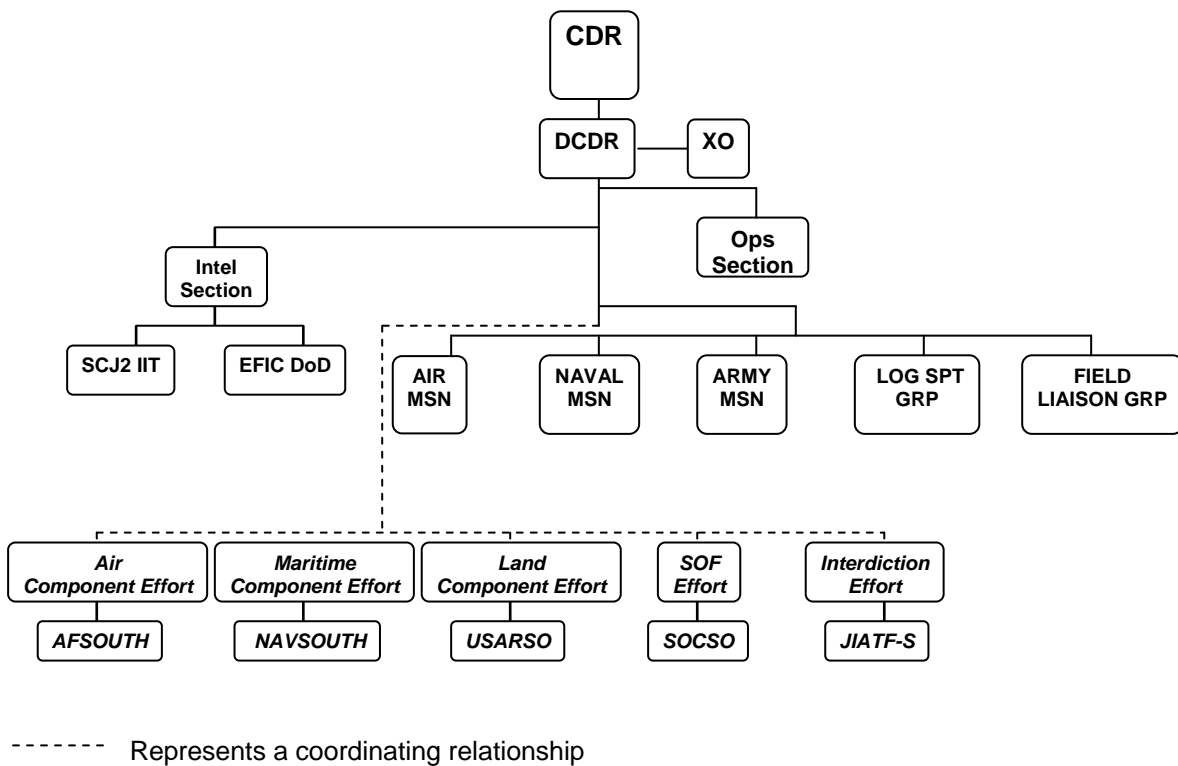 CDR
DCDR
XO
Ops
Section
Intel
Section
SCJ2 IIT
EFIC DoD
AIR
MSN
NAVAL
MSN
ARMY
MSN
LOG SPT
GRP
FIELD
LIAISON GRP
Air
Component Effort
Maritime
Component Effort
Land
Component Effort
SOF
Effort
Interdiction
Effort
AFSOUTH
NAVSOUTH
USARSO
SOCSO
JIATF-S
Represents a coordinating relationship